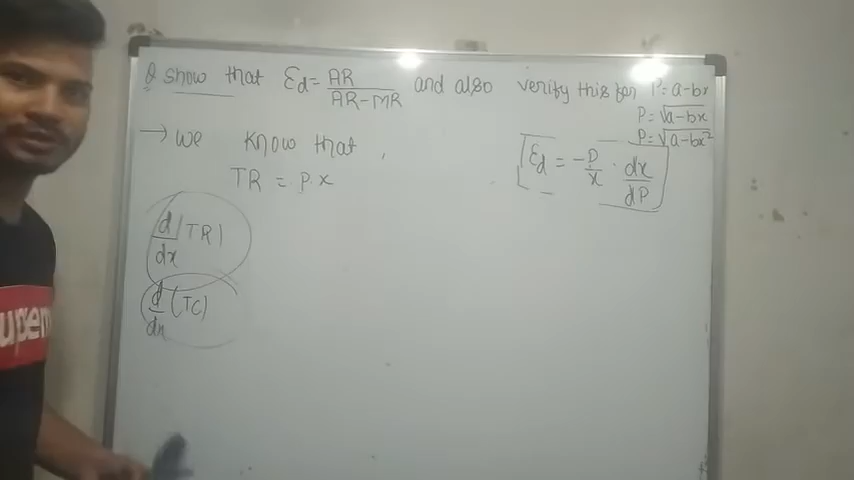 Q show that Ed = AR / AR - MR and also verify this for P = a - bx
P = √a - bx
P = √a - bx²
→ we know that,
TR = P.x
Ed = -P/x . dx/dP
d/dx (TR)
d/dx (TC)
uprem